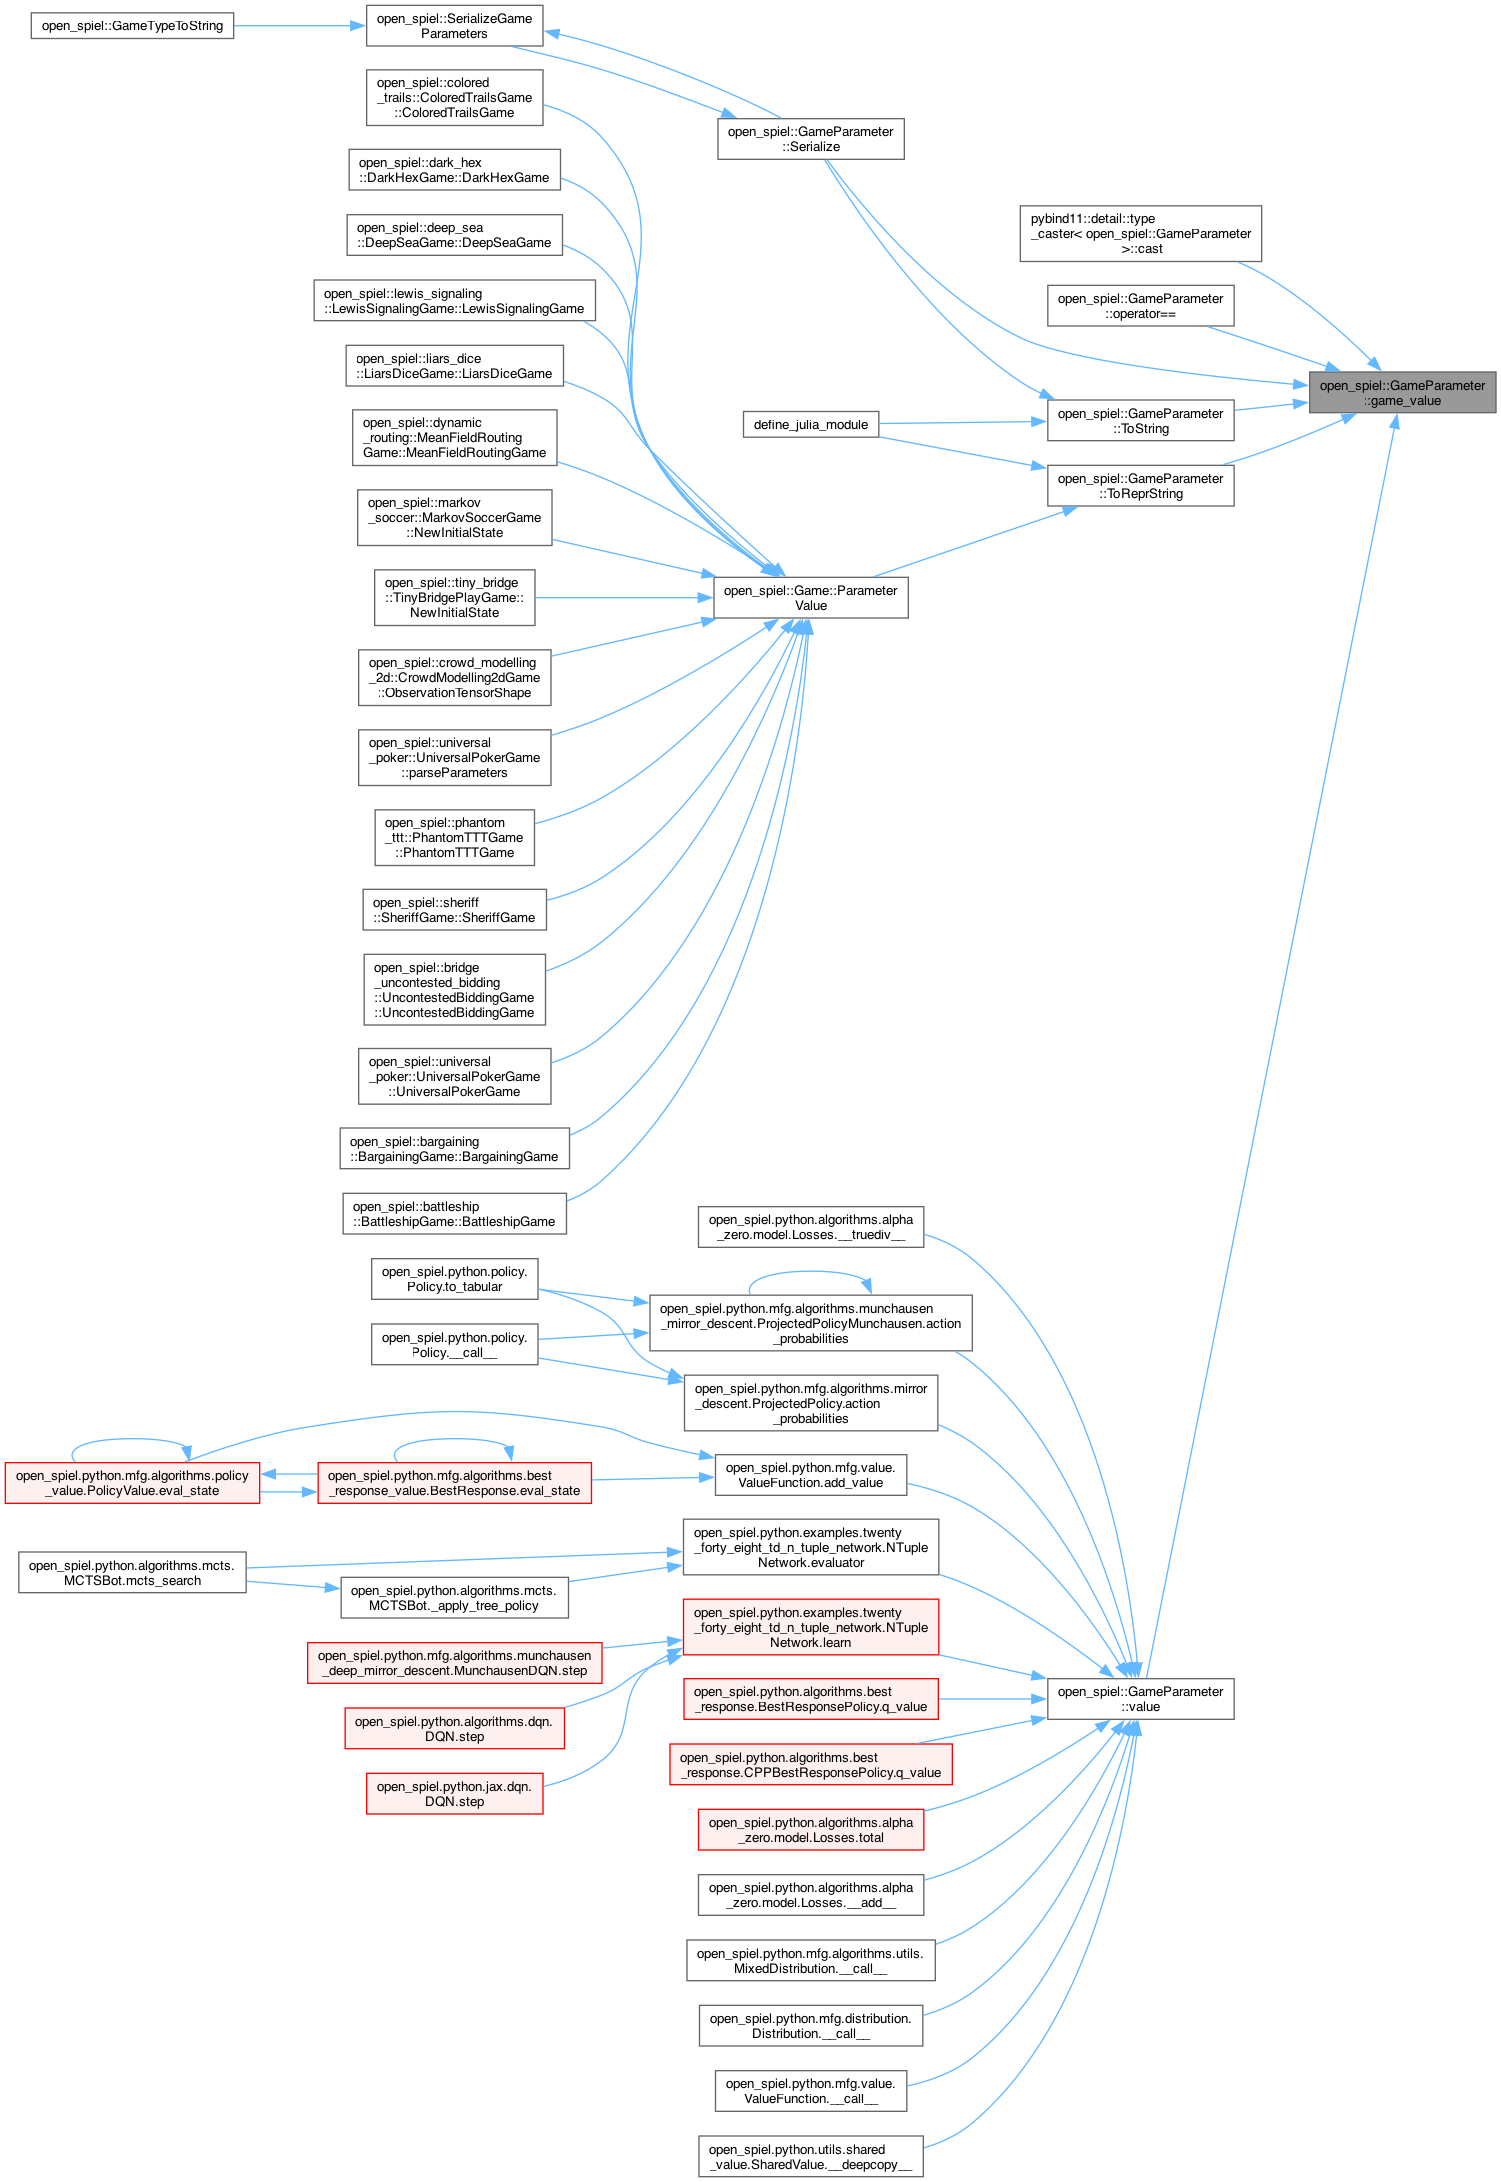 open_spiel::GameTypeToString
open_spiel::SerializeGame
Parameters
open_spiel::colored
_trails::ColoredTrailsGame
::ColoredTrailsGame
open_spiel::GameParameter
::Serialize
open_spiel::dark_hex
::DarkHexGame::DarkHexGame
open_spiel::deep_sea
::DeepSeaGame::DeepSeaGame
pybind11::detail::type
_caster< open_spiel::GameParameter
>::cast
open_spiel::lewis_signaling
::LewisSignalingGame::LewisSignalingGame
open_spiel::GameParameter
::operator==
open_spiel::liars_dice
::LiarsDiceGame::LiarsDiceGame
open_spiel::GameParameter
::game_value
open_spiel::dynamic
_routing::MeanFieldRouting
Game::MeanFieldRoutingGame
define_julia_module
open_spiel::GameParameter
::ToString
open_spiel::GameParameter
::ToReprString
open_spiel::markov
_soccer::MarkovSoccerGame
::NewInitialState
open_spiel::tiny_bridge
::TinyBridgePlayGame::
NewInitialState
open_spiel::Game::Parameter
Value
open_spiel::crowd_modelling
_2d::CrowdModelling2dGame
::ObservationTensorShape
open_spiel::universal
_poker::UniversalPokerGame
::parseParameters
open_spiel::phantom
_ttt::PhantomTTTGame
::PhantomTTTGame
open_spiel::sheriff
::SheriffGame::SheriffGame
open_spiel::bridge
_uncontested_bidding
::UncontestedBiddingGame
::UncontestedBiddingGame
open_spiel::universal
_poker::UniversalPokerGame
::UniversalPokerGame
open_spiel::bargaining
::BargainingGame::BargainingGame
open_spiel::battleship
::BattleshipGame::BattleshipGame
open_spiel.python.algorithms.alpha
_zero.model.Losses.__truediv__
open_spiel.python.policy.
Policy.to_tabular
open_spiel.python.mfg.algorithms.munchausen
_mirror_descent.ProjectedPolicyMunchausen.action
_probabilities
open_spiel.python.policy.
Policy.__call__
open_spiel.python.mfg.algorithms.mirror
_descent.ProjectedPolicy.action
_probabilities
open_spiel.python.mfg.algorithms.policy
_value.PolicyValue.eval_state
open_spiel.python.mfg.algorithms.best
_response_value.BestResponse.eval_state
open_spiel.python.mfg.value.
ValueFunction.add_value
open_spiel.python.examples.twenty
_forty_eight_td_n_tuple_network.NTuple
Network.evaluator
open_spiel.python.algorithms.mcts.
MCTSBot.mcts_search
open_spiel.python.algorithms.mcts.
MCTSBot._apply_tree_policy
open_spiel.python.examples.twenty
_forty_eight_td_n_tuple_network.NTuple
Network.learn
open_spiel.python.mfg.algorithms.munchausen
_deep_mirror_descent.MunchausenDQN.step
open_spiel.python.algorithms.best
_response.BestResponsePolicy.q_value
open_spiel::GameParameter
::value
open_spiel.python.algorithms.dqn.
DQN.step
open_spiel.python.algorithms.best
_response.CPPBestResponsePolicy.q_value
open_spiel.python.jax.dqn.
DQN.step
open_spiel.python.algorithms.alpha
_zero.model.Losses.total
open_spiel.python.algorithms.alpha
_zero.model.Losses.__add__
open_spiel.python.mfg.algorithms.utils.
MixedDistribution.__call__
open_spiel.python.mfg.distribution.
Distribution.__call__
open_spiel.python.mfg.value.
ValueFunction.__call__
open_spiel.python.utils.shared
_value.SharedValue.__deepcopy__